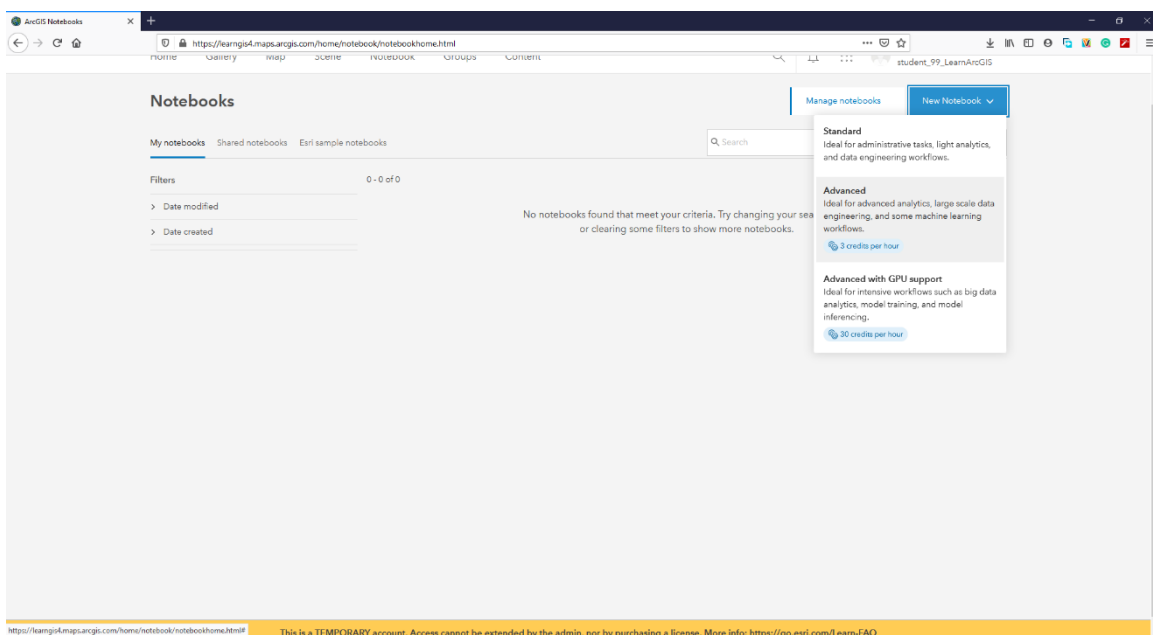 ArcGIS Notebooks
https://learngis4.maps.arcgis.com/home/notebook/notebookhome.html
Home Gallery Map Scene Notebook Groups Content
student_99_LearnArcGIS
Notebooks
Manage notebooks
New Notebook
My notebooks Shared notebooks Esri sample notebooks
Search
Filters
0 - 0 of 0
Date modified
Date created
No notebooks found that meet your criteria. Try changing your sea
or clearing some filters to show more notebooks.
Standard
Ideal for administrative tasks, light analytics,
and data engineering workflows.
Advanced
Ideal for advanced analytics, large scale data
engineering, and some machine learning
workflows.
3 credits per hour
Advanced with GPU support
Ideal for intensive workflows such as big data
analytics, model training, and model
inferencing.
30 credits per hour
https://learngis4.maps.arcgis.com/home/notebook/notebookhome.html#
This is a TEMPORARY account. Access cannot be extended by the admin, nor by purchasing a license. More info: https://go.esri.com/Learn-FAQ